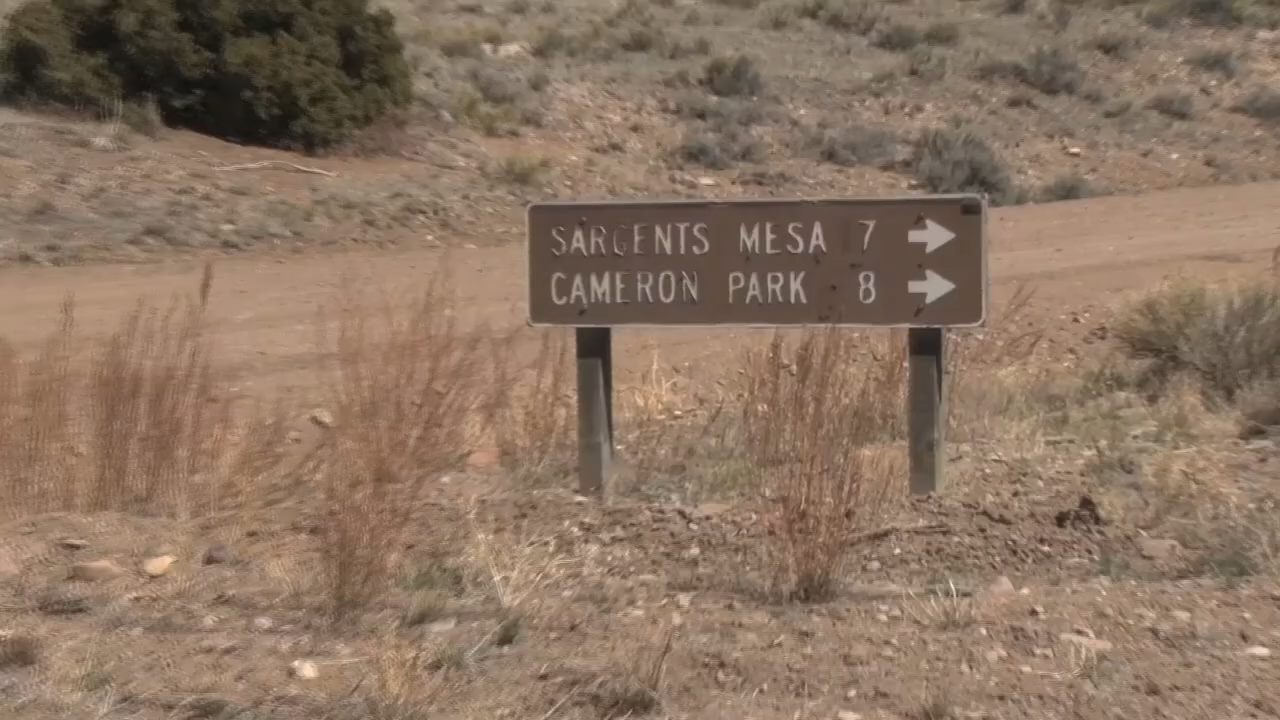 SARGENTS MESA 7 →
CAMERON PARK 8 →